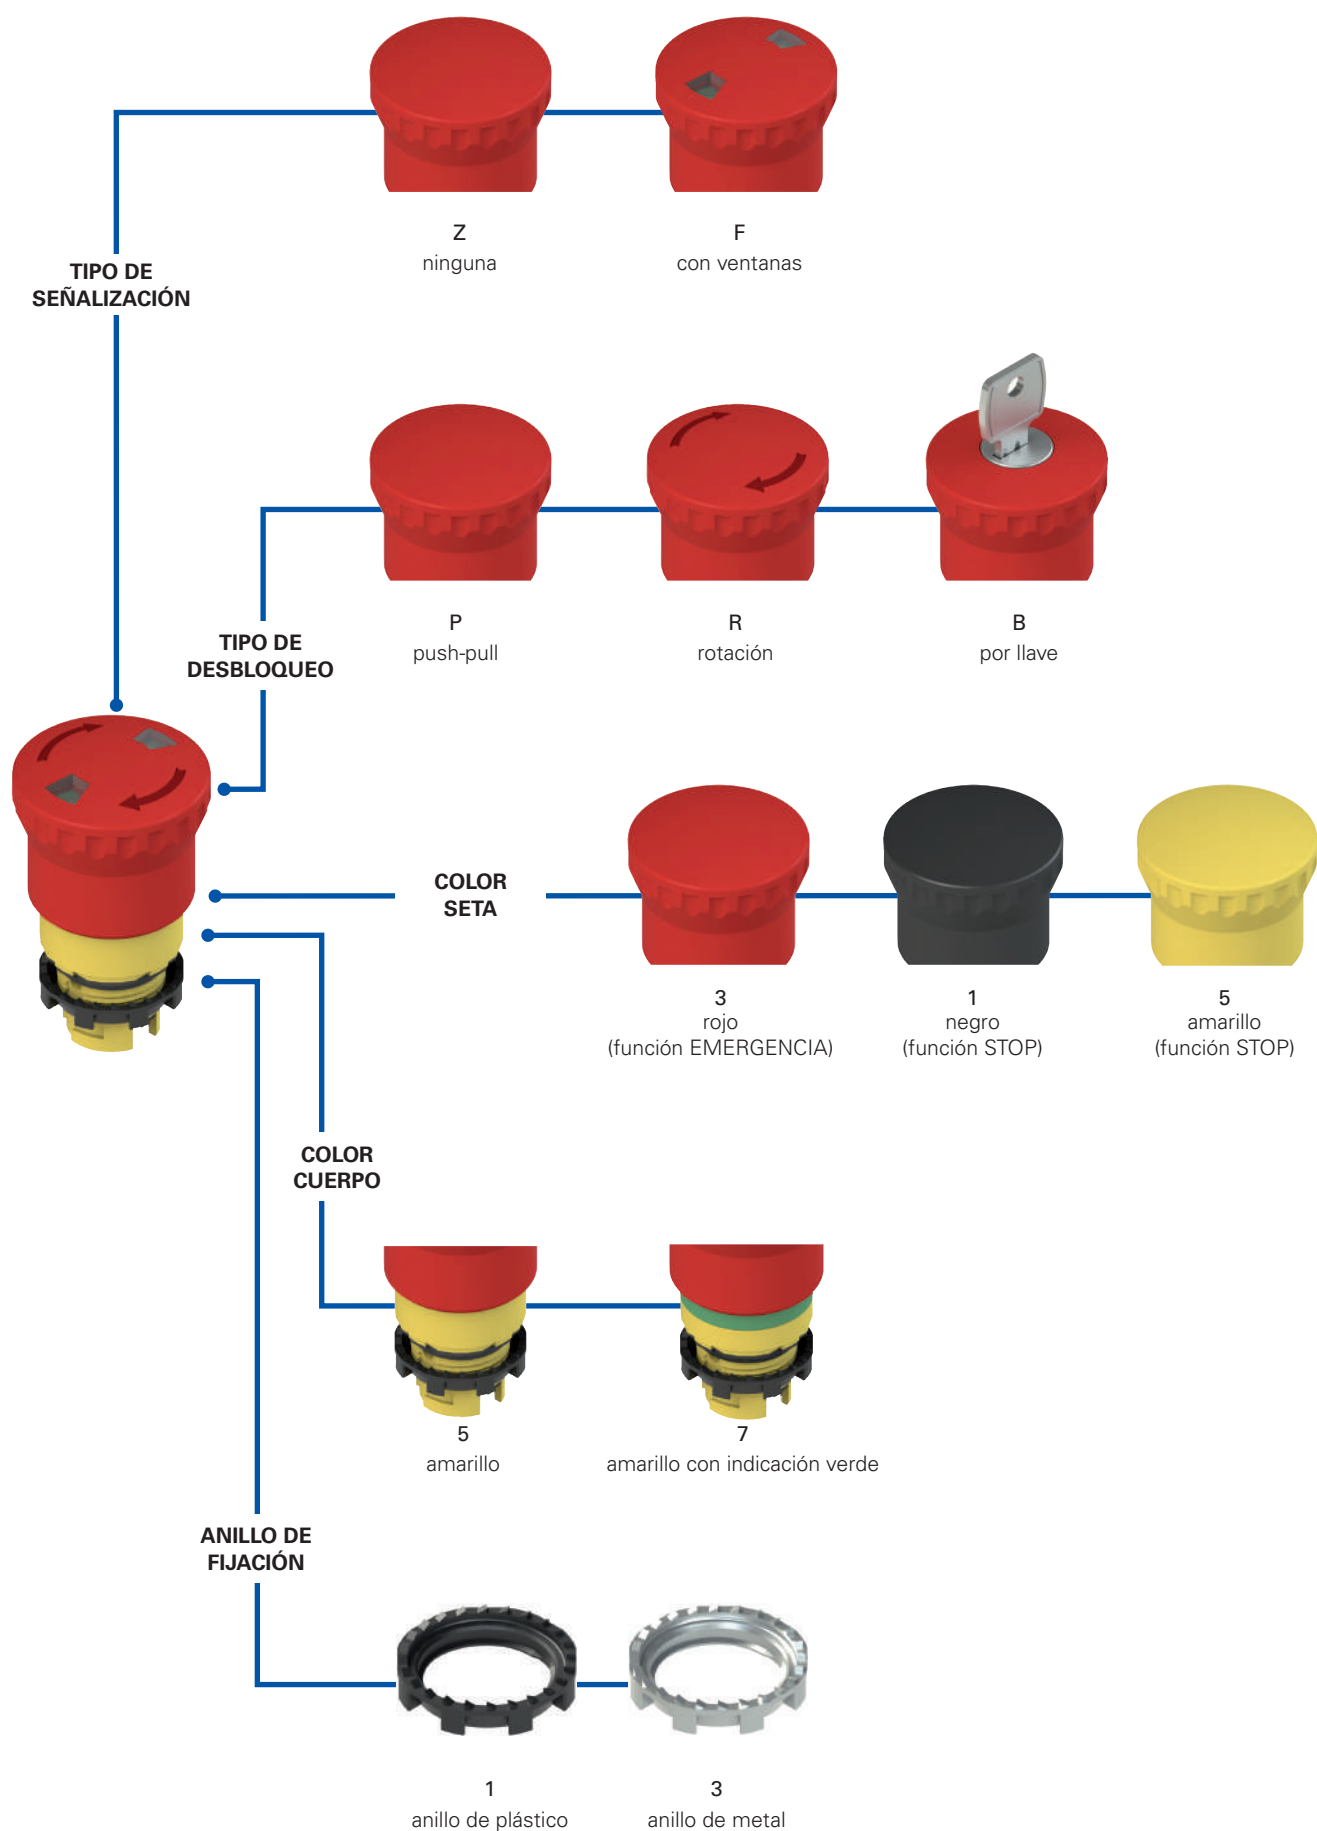 Z
ninguna
F
con ventanas
TIPO DE
SEÑALIZACIÓN
P
push-pull
R
rotación
B
por llave
TIPO DE
DESBLOQUEO
COLOR
SETA
3
rojo
(función EMERGENCIA)
1
negro
(función STOP)
5
amarillo
(función STOP)
COLOR
CUERPO
5
amarillo
7
amarillo con indicación verde
ANILLO DE
FIJACIÓN
1
anillo de plástico
3
anillo de metal